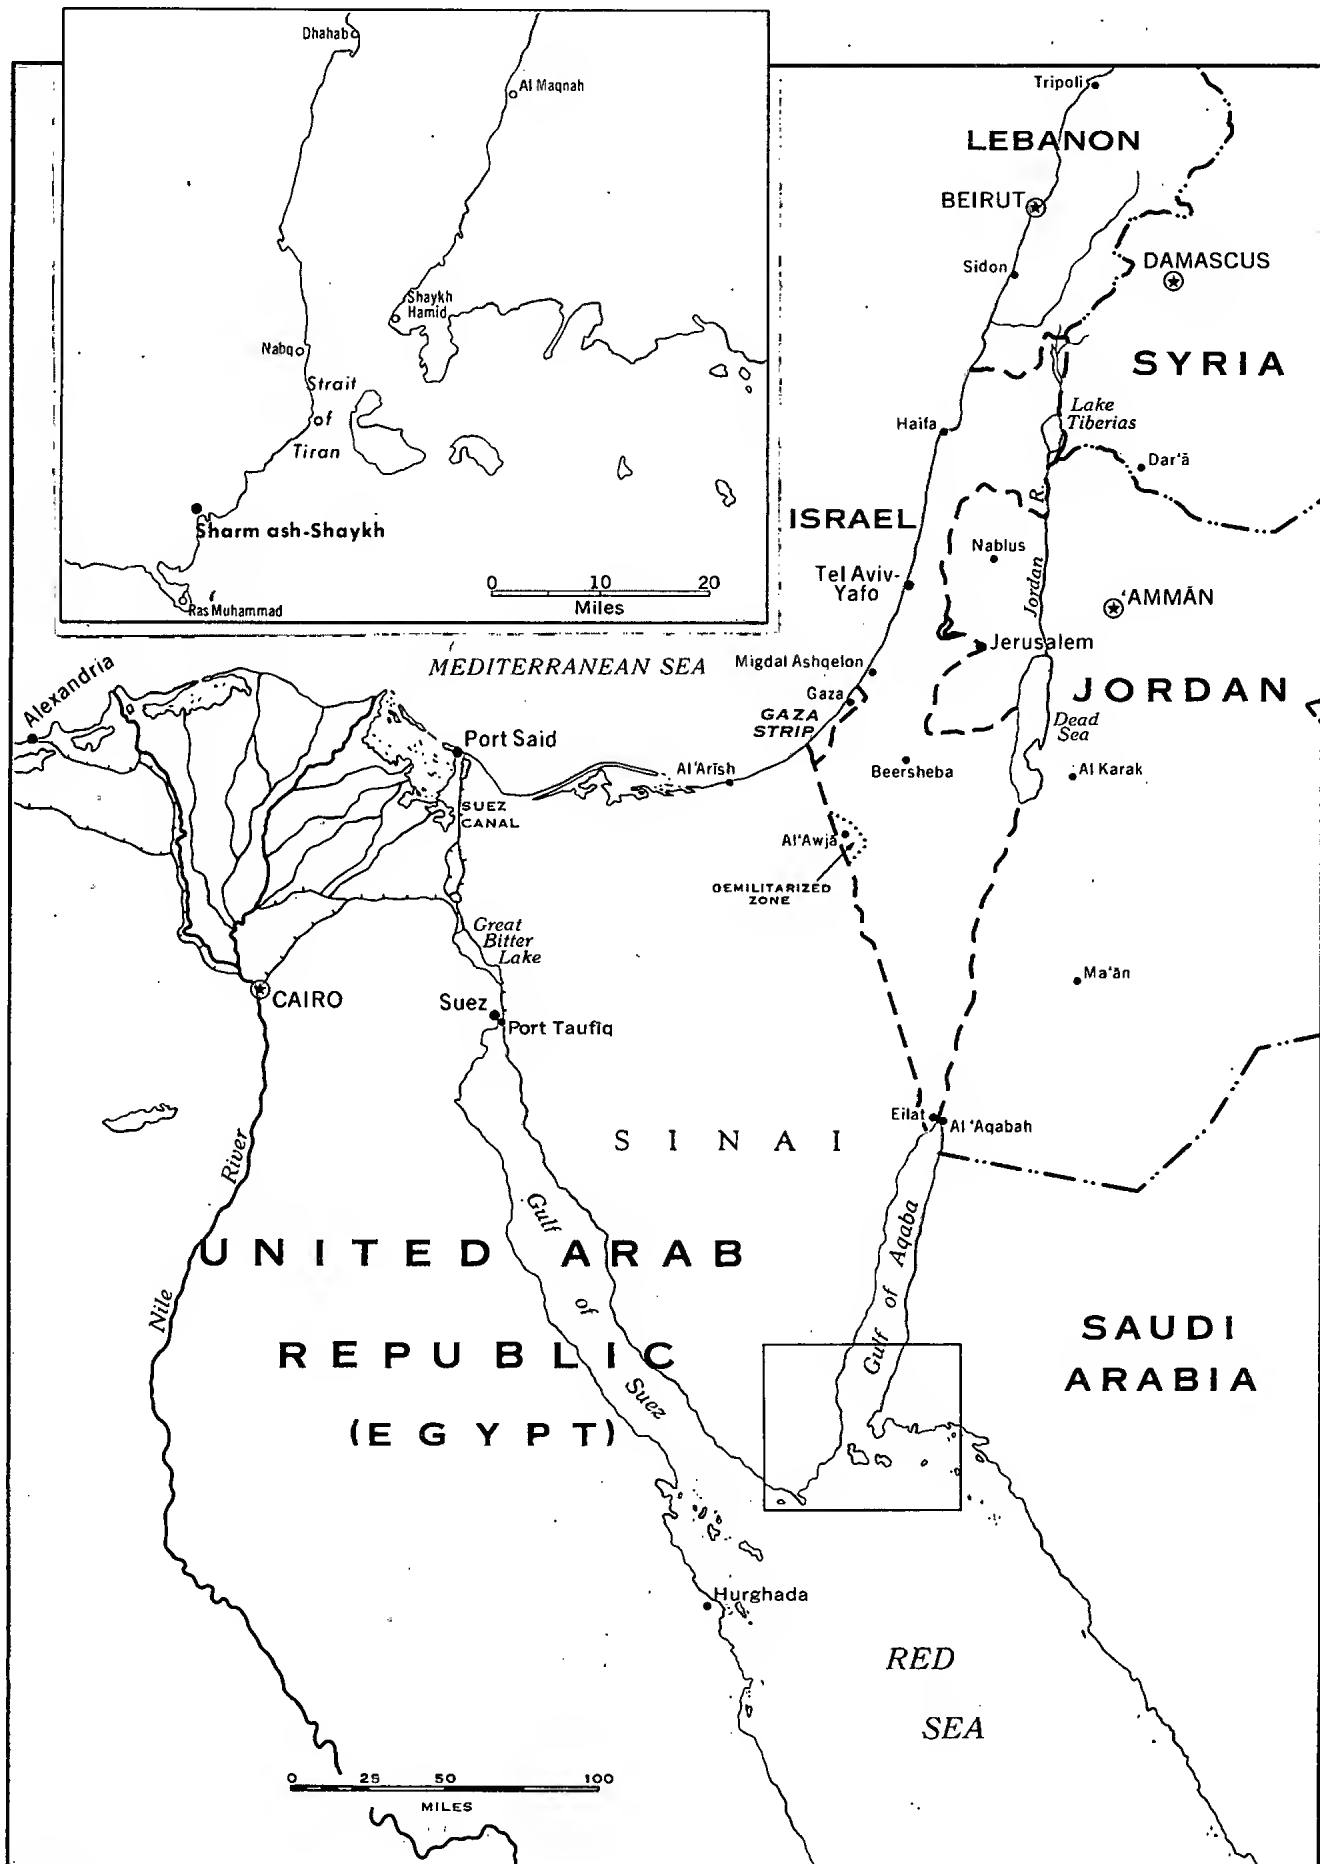 Dhahab
Al Maqnah
Shaykh
Hamid
Nabq
Strait
of
Tiran
Sharm ash-Shaykh
Ras Muhammad
0 10 20
Miles
Tripoli
LEBANON
BEIRUT
Sidon
DAMASCUS
SYRIA
Lake
Tiberias
Haifa
Dar'ā
ISRAEL
Nablus
Jordan R.
Tel Aviv-
Yafo
'AMMĀN
Jerusalem
MEDITERRANEAN SEA
Migdal Ashqelon
Gaza
GAZA
STRIP
JORDAN
Dead
Sea
Alexandria
Port Said
Al 'Arīsh
Beersheba
Al Karak
SUEZ
CANAL
Al 'Awjā
DEMILITARIZED
ZONE
Great
Bitter
Lake
CAIRO
Suez
Port Taufiq
Ma'ān
Eilat
Al 'Aqabah
SINAI
Nile River
Gulf of Suez
Gulf of Aqaba
UNITED ARAB
REPUBLIC
(EGYPT)
SAUDI
ARABIA
Hurghada
RED
SEA
0 25 50 100
MILES